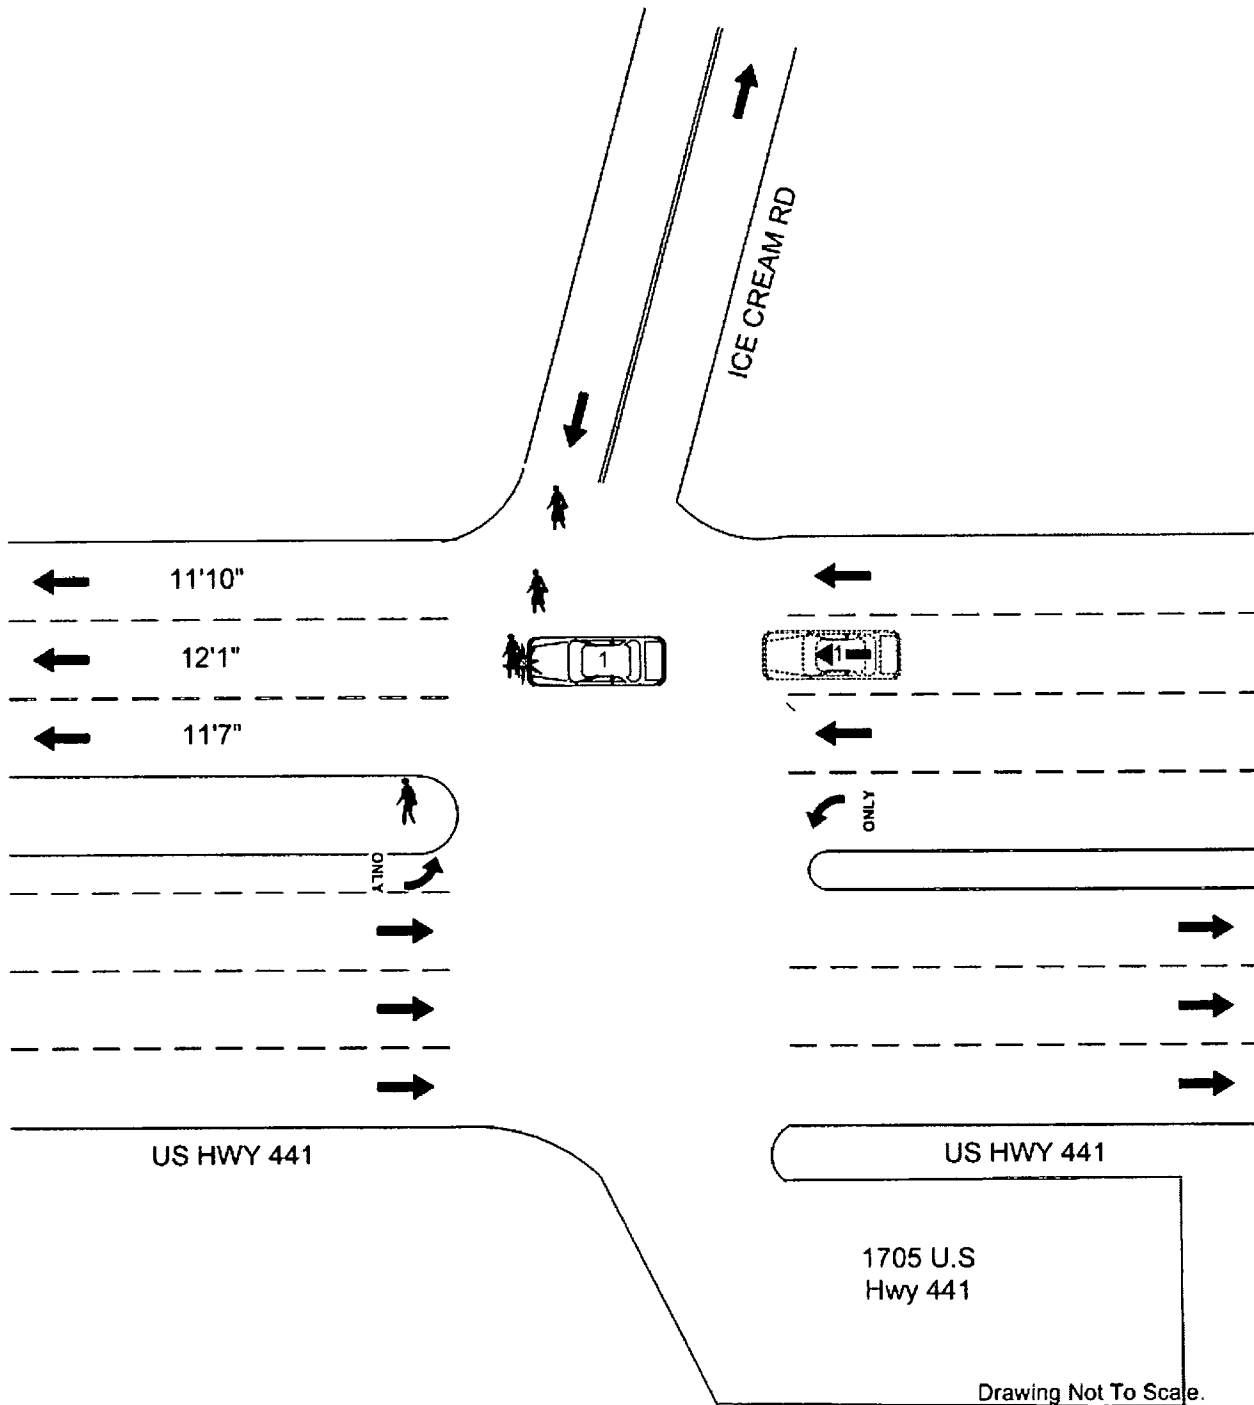 ICE CREAM RD
11'10"
12'1"
1
1
11'7"
ONLY
ONLY
US HWY 441
US HWY 441
1705 U.S
Hwy 441
Drawing Not To Scale.